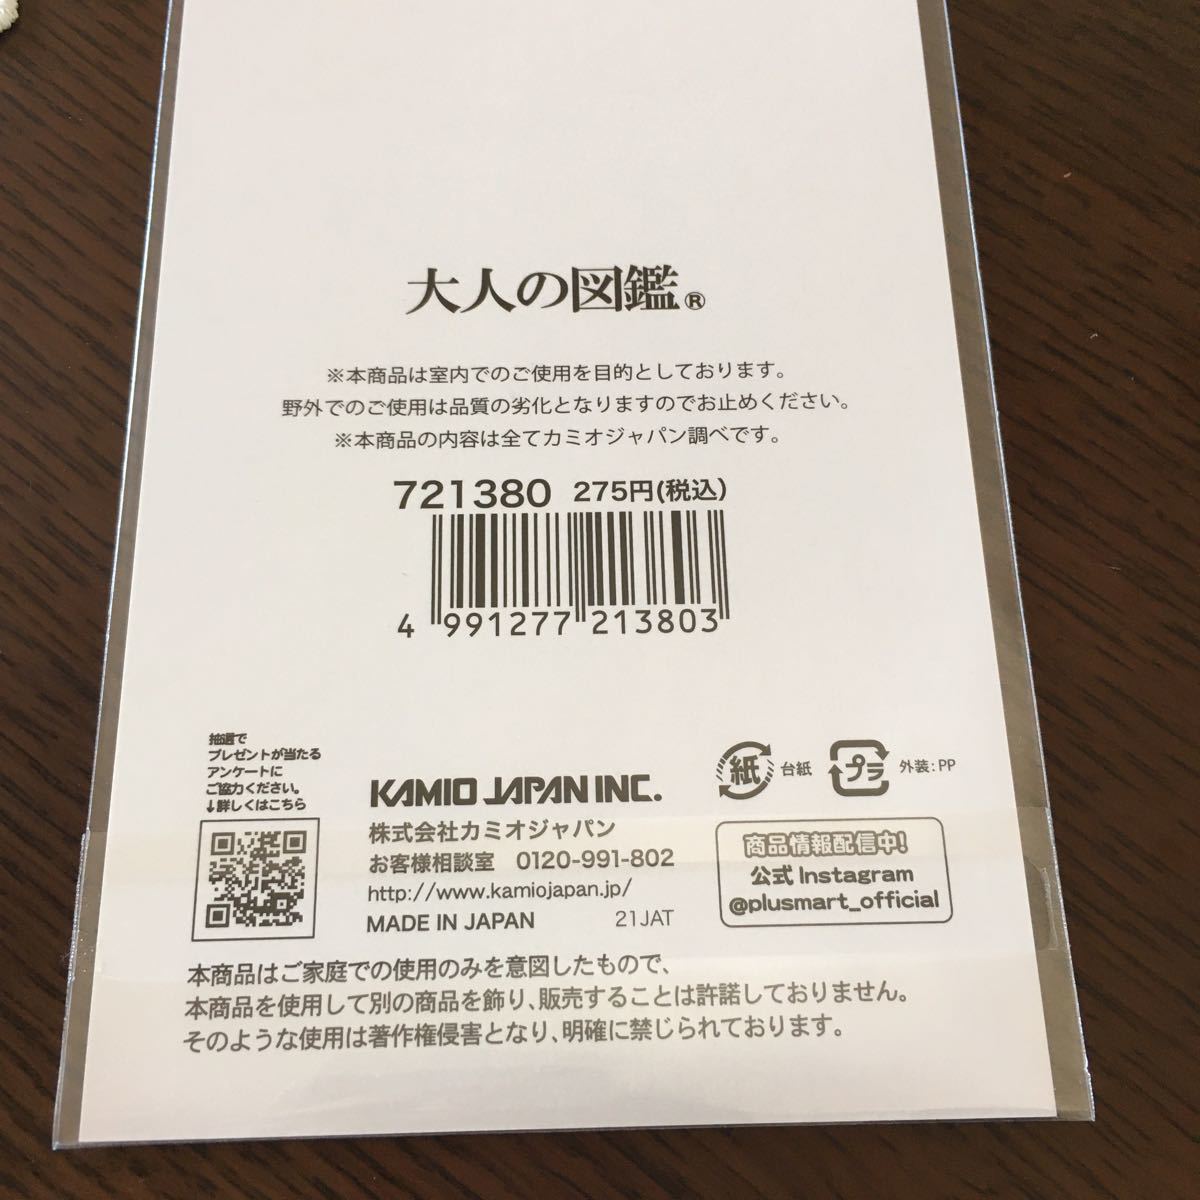 大人の図鑑®
※本商品は室内でのご使用を目的としております。
野外でのご使用は品質の劣化となりますのでお止めください。
※本商品の内容は全てカミオジャパン調べです。
721380 275円(税込)
4 991277 213803
抽選で
プレゼントが当たる
アンケートに
ご協力ください。
↓詳しくはこちら
紙 台紙 プラ 外装:PP
KAMIO JAPAN INC.
株式会社カミオジャパン
お客様相談室 0120-991-802
http://www.kamiojapan.jp/
MADE IN JAPAN 21JAT
商品情報配信中!
公式Instagram
@plusmart_official
本商品はご家庭での使用のみを意図したもので、
本商品を使用して別の商品を飾り、販売することは許諾しておりません。
そのような使用は著作権侵害となり、明確に禁じられております。